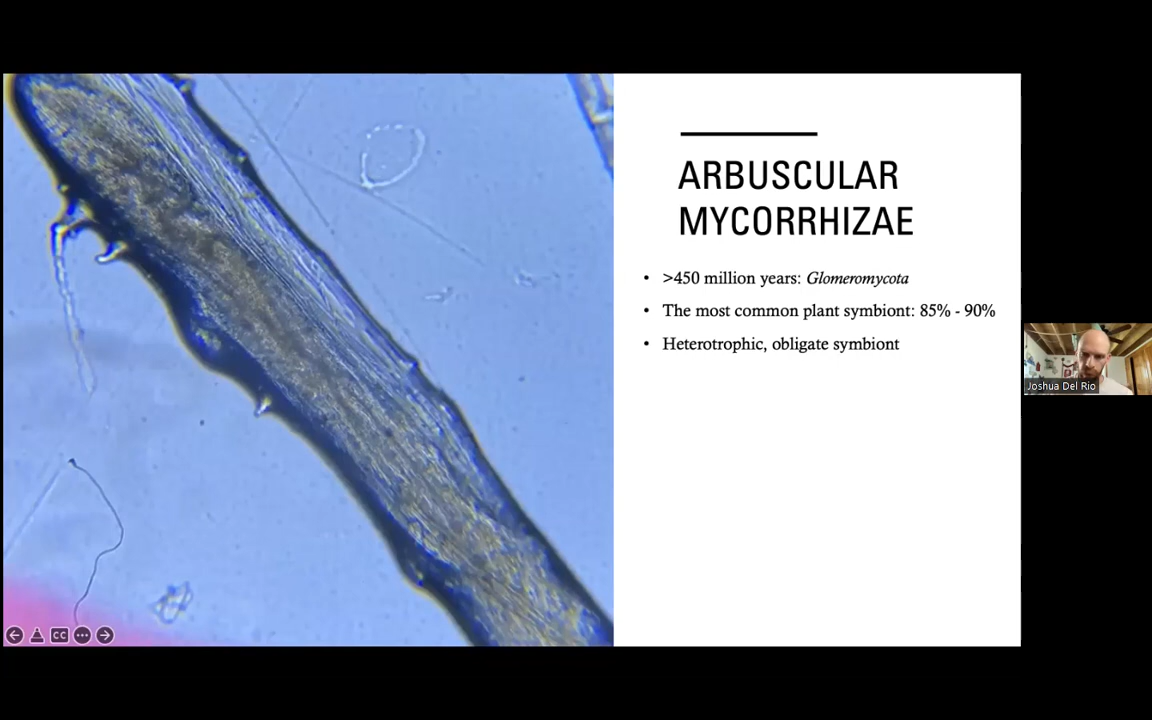 ARBUSCULAR
MYCORRHIZAE
• >450 million years: Glomeromycota
• The most common plant symbiont: 85% - 90%
• Heterotrophic, obligate symbiont
Joshua Del Rio
CC